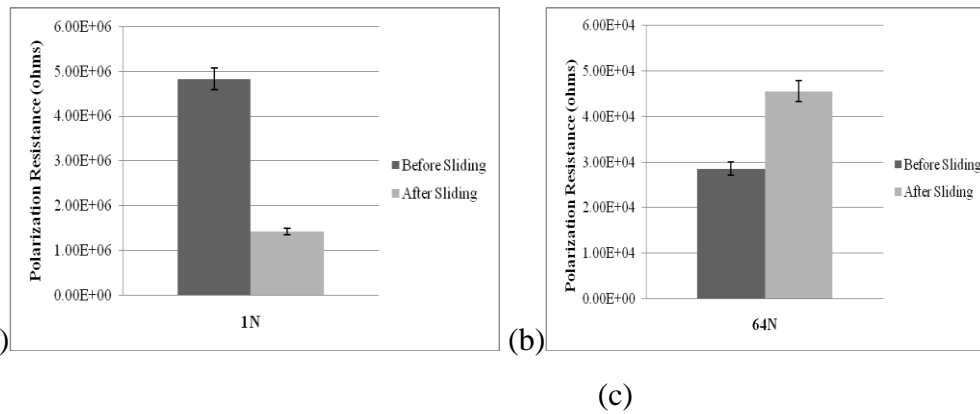 6.00E+06
5.00E+06
4.00E+06
3.00E+06
2.00E+06
1.00E+06
0.00E+00
Polarization Resistance (ohms)
1N
Before Sliding
After Sliding
)
6.00E+04
5.00E+04
4.00E+04
3.00E+04
2.00E+04
1.00E+04
0.00E+00
Polarization Resistance (ohms)
64N
Before Sliding
After Sliding
(b)
(c)